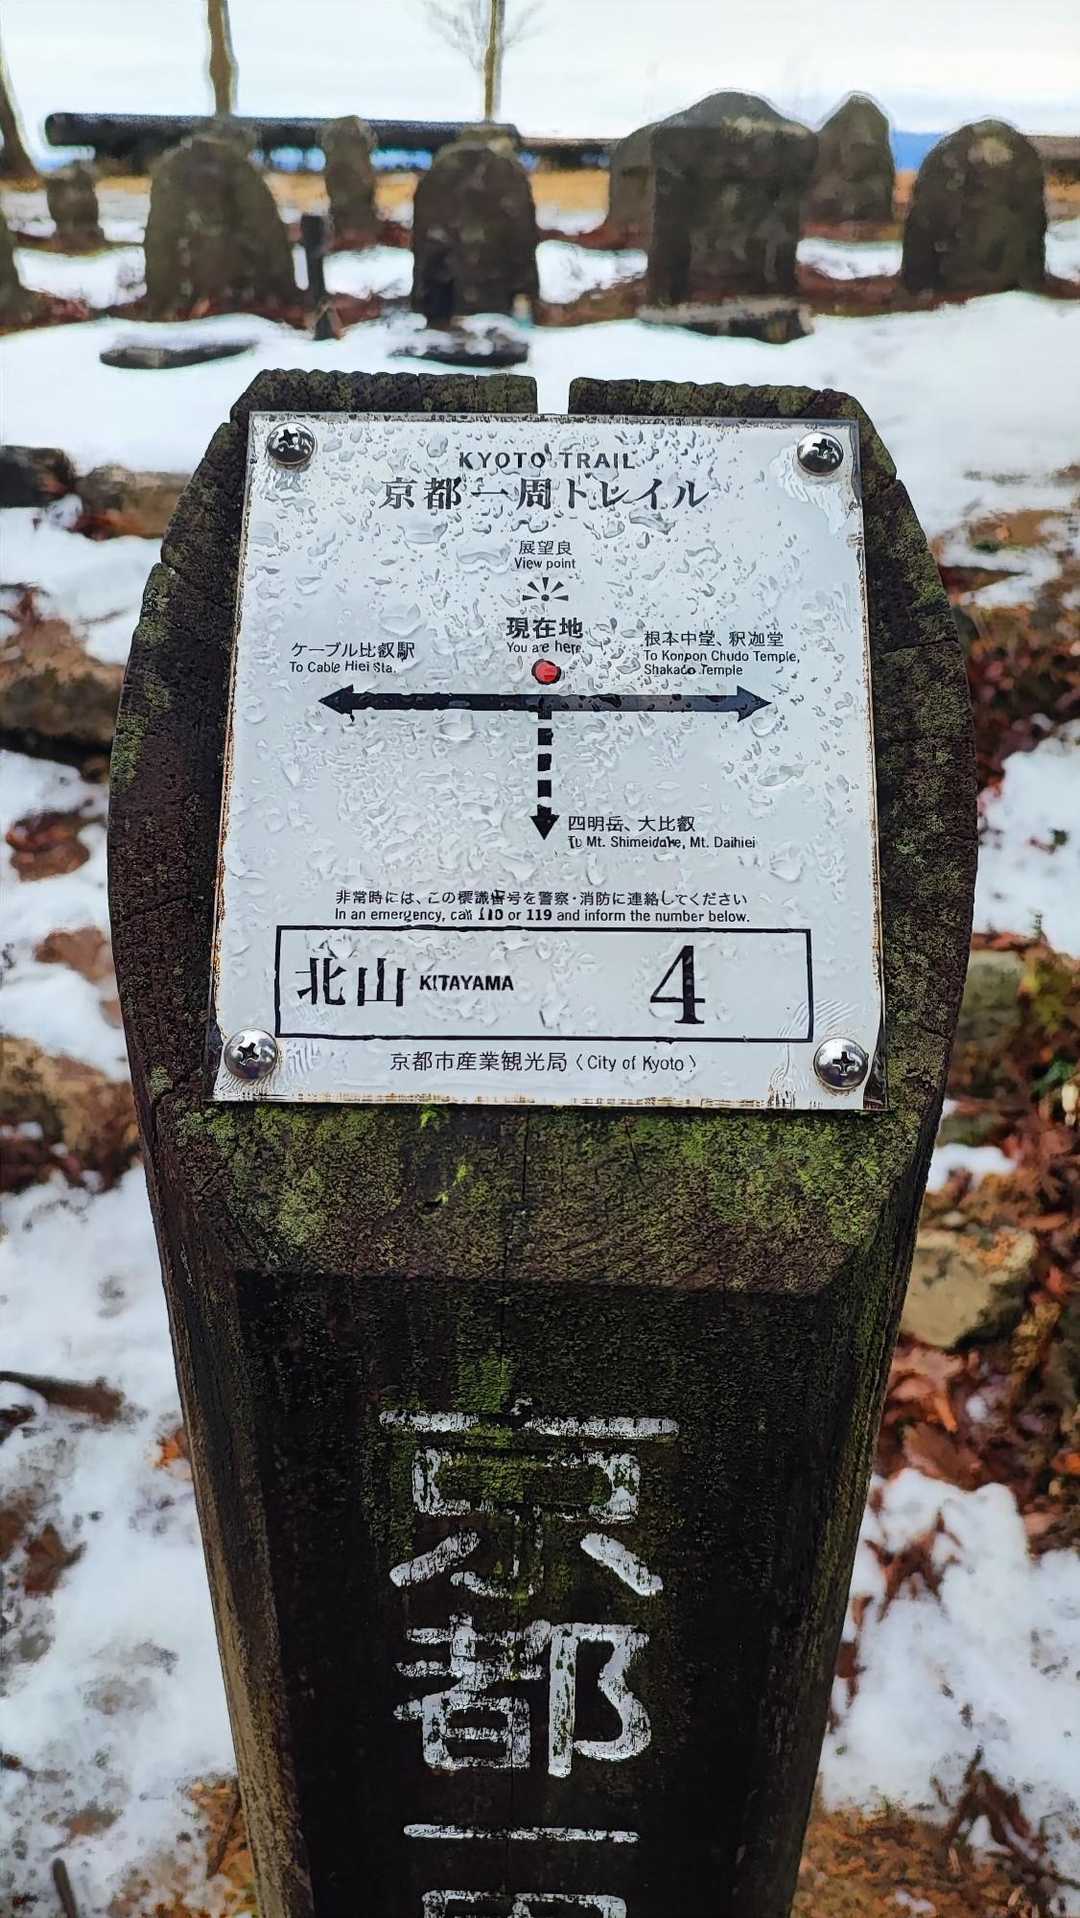 KYOTO TRAIL
京都一周トレイル
展望良
View point
現在地
You are here.
ケーブル比叡駅
To Cable Hiei Sta.
根本中堂、釈迦堂
To Konpon Chudo Temple,
Shakado Temple
四明岳、大比叡
To Mt. Shimeidake, Mt. Daihiei
非常時には、この標識番号を警察・消防に連絡してください
In an emergency, call 110 or 119 and inform the number below.
北山 KITAYAMA 4
京都市産業観光局〈City of Kyoto〉
京
都
一